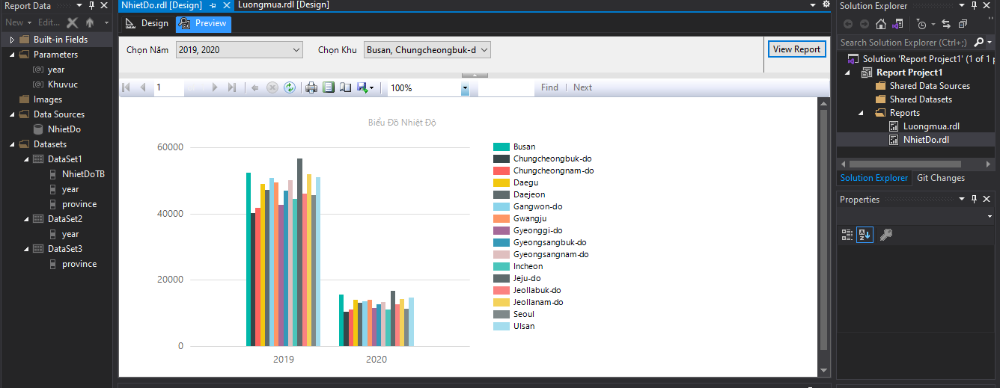 Report Data
New
Edit...
Built-in Fields
Parameters
year
Khuvuc
Images
Data Sources
NhietDo
Datasets
DataSet1
NhietDoTB
year
province
DataSet2
year
DataSet3
province
NhietDo.rdl [Design]
Luongmua.rdl [Design]
Design
Preview
Chọn Năm
2019, 2020
Chọn Khu
Busan, Chungcheongbuk-d
View Report
1
100%
Find
Next
Biểu Đồ Nhiệt Độ
60000
40000
20000
0
2019
2020
Busan
Chungcheongbuk-do
Chungcheongnam-do
Daegu
Daejeon
Gangwon-do
Gwangju
Gyeonggi-do
Gyeongsangbuk-do
Gyeongsangnam-do
Incheon
Jeju-do
Jeollabuk-do
Jeollanam-do
Seoul
Ulsan
Solution Explorer
Search Solution Explorer (Ctrl+;)
Solution 'Report Project1' (1 of 1 p
Report Project1
Shared Data Sources
Shared Datasets
Reports
Luongmua.rdl
NhietDo.rdl
Solution Explorer
Git Changes
Properties